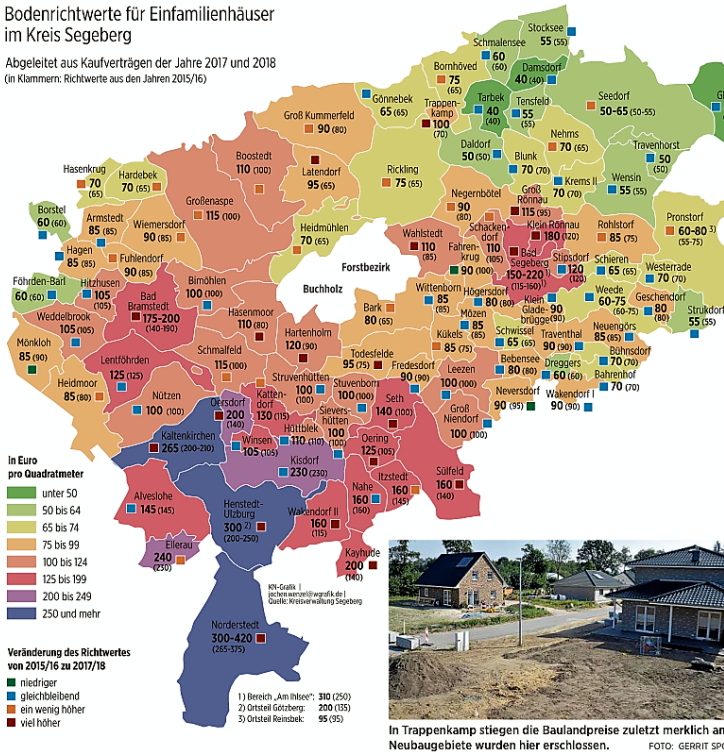 Bodenrichtwerte für Einfamilienhäuser
im Kreis Segeberg
Abgeleitet aus Kaufverträgen der Jahre 2017 und 2018
(in Klammern: Richtwerte aus den Jahren 2015/16)
Stocksee
55 (55)
Schmalensee
60
(60)
Damsdorf
40 (40)
Bornhöved
75
(65)
Seedorf
50-65 (50-55)
Gönnebek
65 (65)
Tarbek
40
(40)
Tensfeld
55
(55)
Trappen-
kamp
100
(70)
Groß Kummerfeld
90 (80)
Nehms
70 (65)
Daldorf
50 (50)
Travenhorst
50
(50)
Boostedt
110 (100)
Latendorf
95 (65)
Rickling
75 (65)
Blunk
70 (70)
Krems II
70 (70)
Wensin
55 (55)
Hasenkrug
70
(65)
Hardebek
70 (65)
Negernbötel
90
(80)
Groß
Rönnau
115 (95)
Großenaspe
115 (100)
Borstel
60 (60)
Armstedt
85
(85)
Wiemersdorf
90 (85)
Heidmühlen
70 (65)
Wahlstedt
110
(85)
Schacken-
dorf
110
(105)
Klein Rönnau
180 (120)
Rohlstorf
85 (75)
Pronstorf
60-80 3)
(55-75)
Hagen
85 (85)
Fuhlendorf
90 (85)
Forstbezirk
Buchholz
Fahren-
krug
90 (100)
Bad
Segeberg
150-220 1)
(115-160)
Stipsdorf
120
(120)
Schieren
65 (65)
Westerrade
70 (70)
Föhrden-Barl
60 (60)
Hitzhusen
105
(105)
Bad
Bramstedt
175-200
(140-190)
Bimöhlen
100 (100)
Wittenborn
85
(85)
Högersdorf
80 (80)
Klein
Glade-
brügge
90
(90)
Weede
60-75
(60-75)
Geschendorf
80
(80)
Strukdorf
55
(55)
Weddelbrook
105
(105)
Hasenmoor
110 (80)
Bark
80 (65)
Mözen
85
(85)
Mönkloh
85 (90)
Hartenholm
120 (90)
Kükels
85 (75)
Schwissel
65 (65)
Traventhal
90 (90)
Neuengörs
85 (85)
Bühnsdorf
70 (70)
Lentföhrden
125 (125)
Schmalfeld
115 (100)
Todesfelde
95 (75)
Fredesdorf
90 (90)
Leezen
100
(100)
Bebensee
80 (80)
Dreggers
60 (60)
Bahrenhof
70 (70)
Heidmoor
85 (80)
Struvenhütten
100
(100)
Stuvenborn
100
(100)
Nützen
100 (100)
Oersdorf
200
(140)
Katten-
dorf
130 (115)
Sievers-
hütten
100
(100)
Seth
140 (100)
Groß
Niendorf
100 (100)
Neversdorf
90 (95)
Wakendorf I
90 (90)
Kaltenkirchen
265 (200-210)
Winsen
105 (105)
Hüttblek
110 (110)
Oering
125
(105)
Kisdorf
230 (230)
Sülfeld
160
(140)
Itzstedt
160
(145)
Nahe
160
(160)
Alveslohe
145 (145)
Henstedt-
Ulzburg
300 2)
(200-250)
Wakendorf II
160
(115)
Ellerau
240
(230)
Kayhude
200
(140)
Norderstedt
300-420
(265-375)
In Euro
pro Quadratmeter
unter 50
50 bis 64
65 bis 74
75 bis 99
100 bis 124
125 bis 199
200 bis 249
250 und mehr
Veränderung des Richtwertes
von 2015/16 zu 2017/18
niedriger
gleichbleibend
ein wenig höher
viel höher
KN-Grafik |
jochen.wenzel@wgrafik.de |
Quelle: Kreisverwaltung Segeberg
1) Bereich „Am Ihlsee“: 310 (250)
2) Ortsteil Götzberg: 200 (135)
3) Ortsteil Reinsbek: 95 (95)
In Trappenkamp stiegen die Baulandpreise zuletzt merklich an
Neubaugebiete wurden hier erschlossen.
FOTO: GERRIT